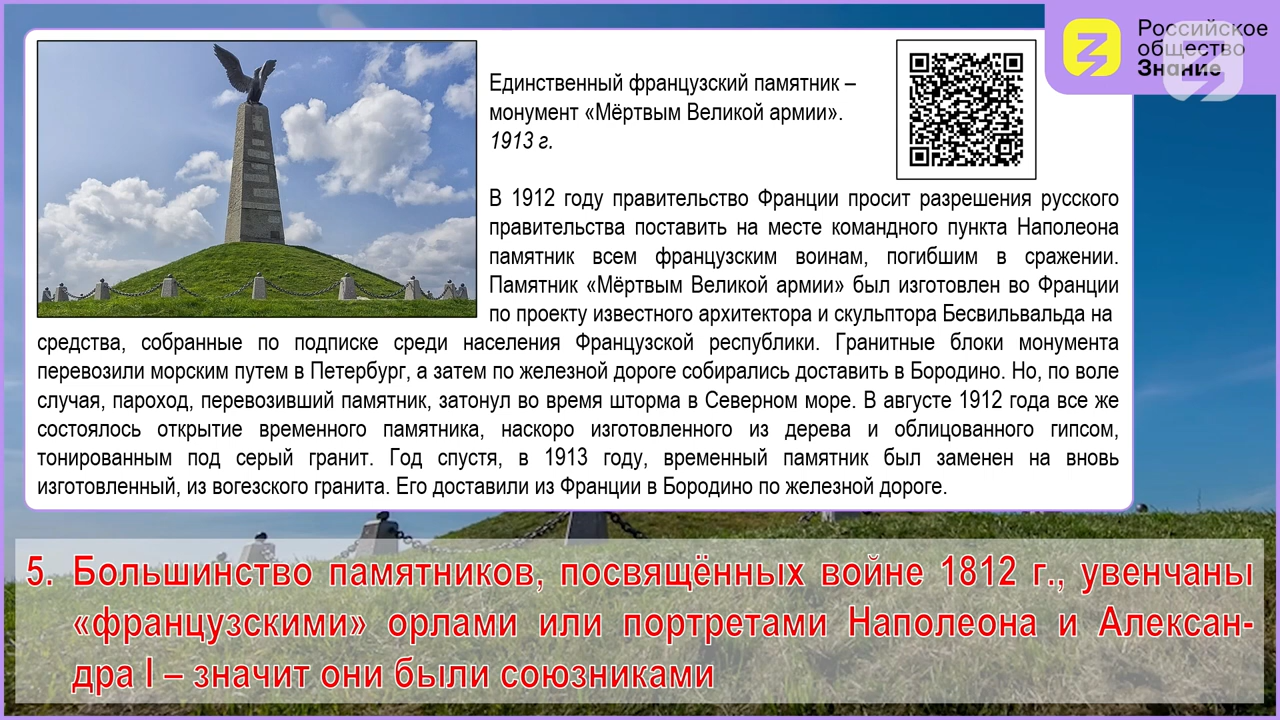 Российское
общество
Знание
Единственный французский памятник –
монумент «Мёртвым Великой армии».
1913 г.
В 1912 году правительство Франции просит разрешения русского
правительства поставить на месте командного пункта Наполеона
памятник всем французским воинам, погибшим в сражении.
Памятник «Мёртвым Великой армии» был изготовлен во Франции
по проекту известного архитектора и скульптора Бесвильвальда на
средства, собранные по подписке среди населения Французской республики. Гранитные блоки монумента
перевозили морским путем в Петербург, а затем по железной дороге собирались доставить в Бородино. Но, по воле
случая, пароход, перевозивший памятник, затонул во время шторма в Северном море. В августе 1912 года все же
состоялось открытие временного памятника, наскоро изготовленного из дерева и облицованного гипсом,
тонированным под серый гранит. Год спустя, в 1913 году, временный памятник был заменен на вновь
изготовленный, из вогезского гранита. Его доставили из Франции в Бородино по железной дороге.
5. Большинство памятников, посвящённых войне 1812 г., увенчаны
«французскими» орлами или портретами Наполеона и Алексан-
дра I – значит они были союзниками